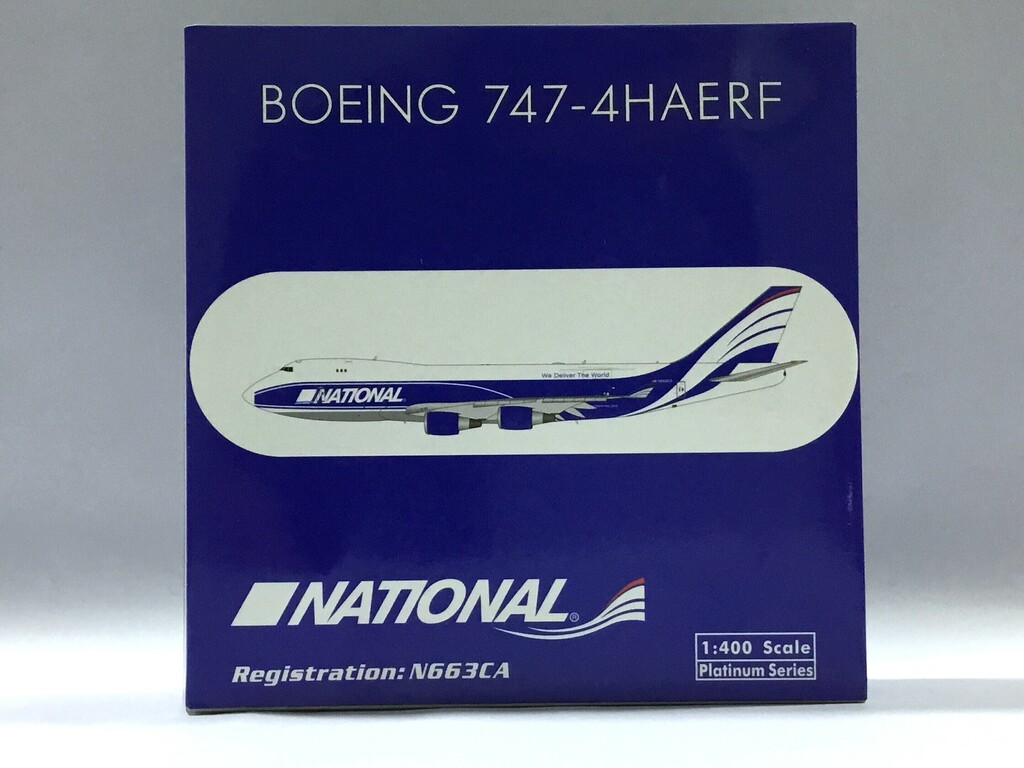 BOEING 747-4HAERF
We Deliver The World
NATIONAL
NATIONAL®
Registration: N663CA
1:400 Scale
Platinum Series